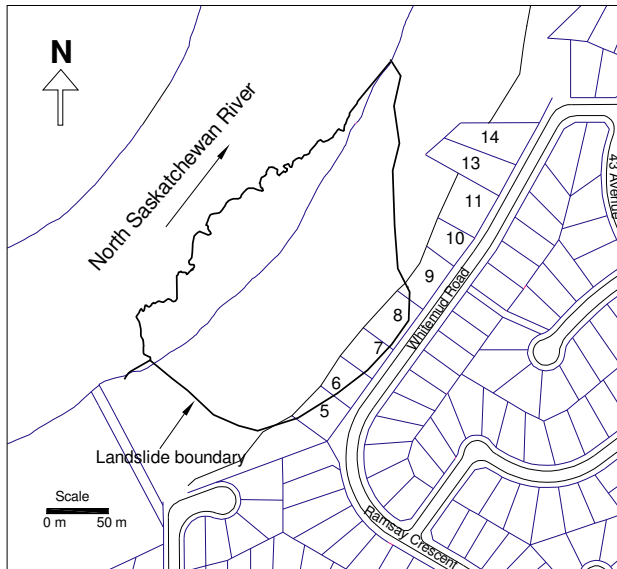 N
North Saskatchewan River
14
13
11
10
9
8
7
6
5
Whitemud Road
43 Avenue
Landslide boundary
Scale
0 m 50 m
Ramsay Crescent